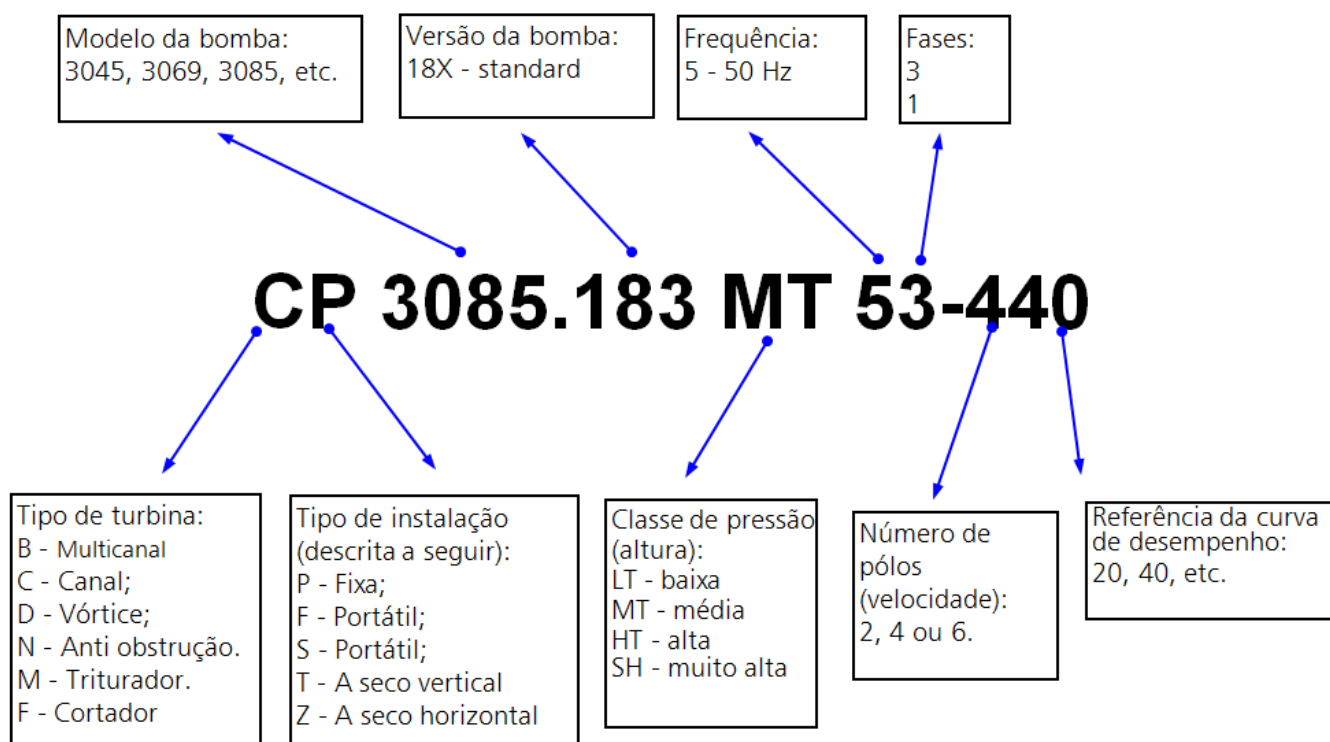 Modelo da bomba:
3045, 3069, 3085, etc.
Versão da bomba:
18X - standard
Frequência:
5 - 50 Hz
Fases:
3
1
CP 3085.183 MT 53-440
Tipo de turbina:
B - Multicanal
C - Canal;
D - Vórtice;
N - Anti obstrução.
M - Triturador.
F - Cortador
Tipo de instalação
(descrita a seguir):
P - Fixa;
F - Portátil;
S - Portátil;
T - A seco vertical
Z - A seco horizontal
Classe de pressão
(altura):
LT - baixa
MT - média
HT - alta
SH - muito alta
Número de
pólos
(velocidade):
2, 4 ou 6.
Referência da curva
de desempenho:
20, 40, etc.